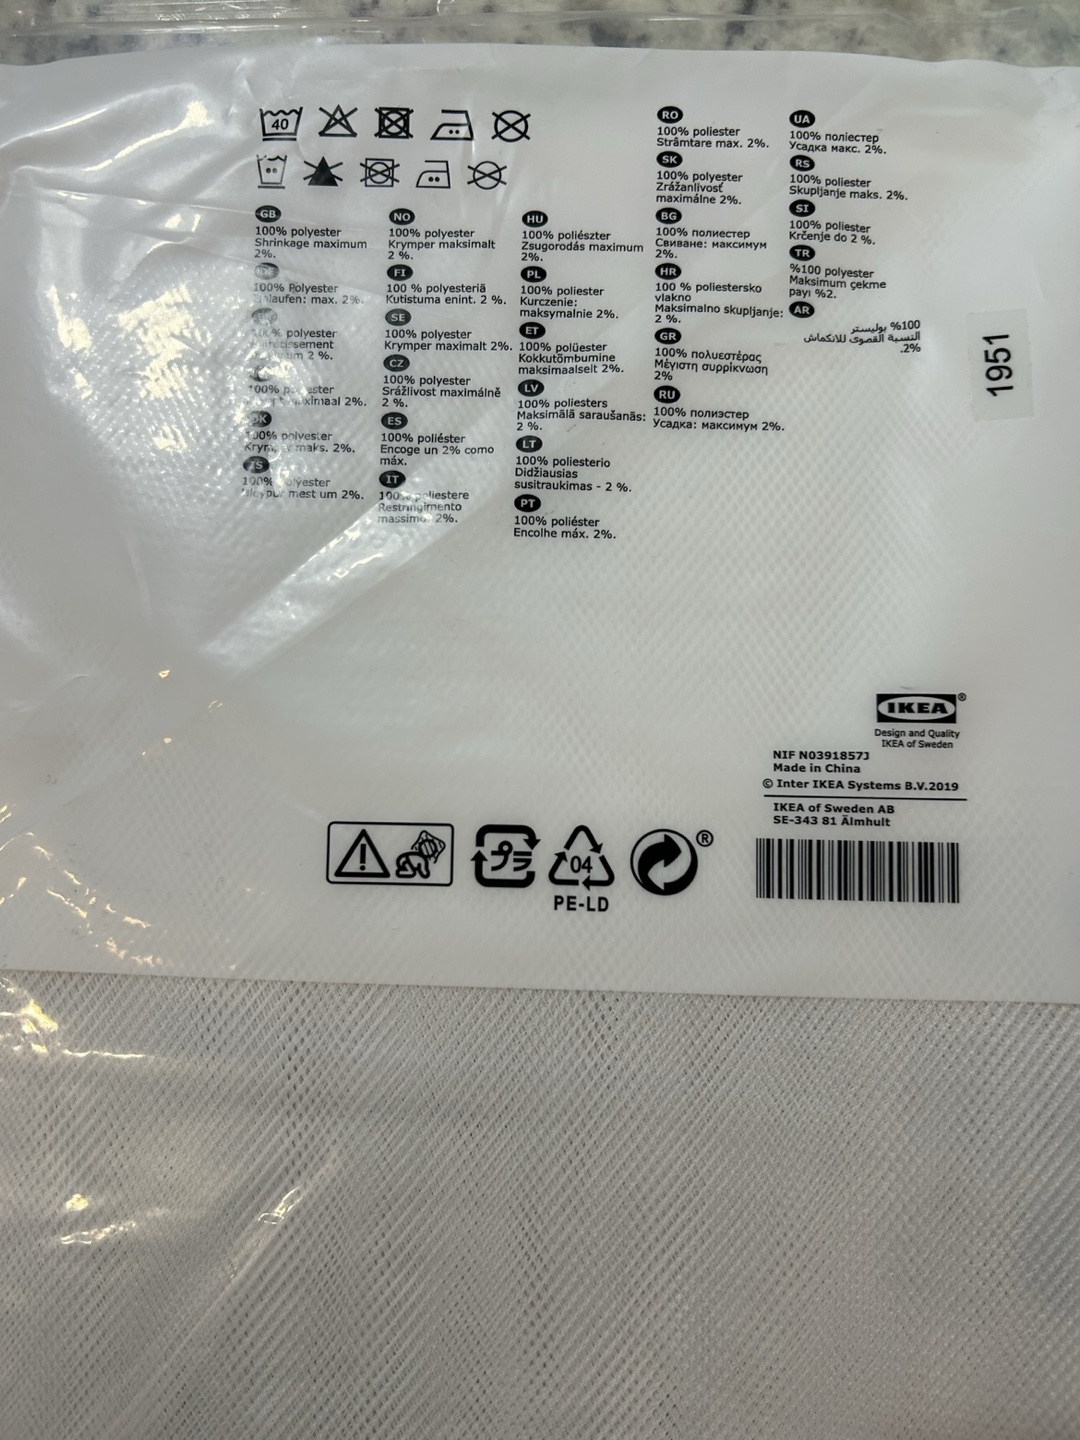 40
GB
100% polyester
Shrinkage maximum
2%.
100% Polyester
max. 2%.
polyester
2 %.
2%.
DK
100% polyester
maks. 2%.
IS
100%
mest um 2%.
NO
100% polyester
Krymper maksimalt
2 %.
FI
100 % polyesteriä
Kutistuma enint. 2 %.
SE
100% polyester
Krymper maximalt 2%.
CZ
100% polyester
Srážlivost maximálně
2 %.
ES
100% poliéster
Encoge un 2% como
máx.
IT
Restringimento
2%.
HU
100% poliészter
Zsugorodás maximum
2%.
PL
100% poliester
Kurczenie:
maksymalnie 2%.
ET
100% polüester
Kokkutõmbumine
maksimaalselt 2%.
LV
100% poliesters
Maksimālā saraušanās:
2 %.
LT
100% poliesterio
Didžiausias
susitraukimas - 2 %.
PT
100% poliéster
Encolhe máx. 2%.
RO
100% poliester
Strâmtare max. 2%.
SK
100% polyester
Zrážanlivosť
maximálne 2%.
BG
100% полиестер
Свиване: максимум
2%.
HR
100 % poliestersko
vlakno
Maksimalno skupljanje:
2 %.
GR
100% πολυεστέρας
Μέγιστη συρρίκνωση
2%
RU
100% полиэстер
Усадка: максимум 2%.
UA
100% поліестер
Усадка макс. 2%.
RS
100% poliester
Skupljanje maks. 2%.
SI
100% poliester
Krčenje do 2 %.
TR
%100 polyester
Maksimum çekme
payı %2.
AR
%100 بوليستر
النسبة القصوى للانكماش
2%.
1951
IKEA®
Design and Quality
IKEA of Sweden
NIF N0391857J
Made in China
© Inter IKEA Systems B.V.2019
IKEA of Sweden AB
SE-343 81 Älmhult
プラ
04
®
PE-LD